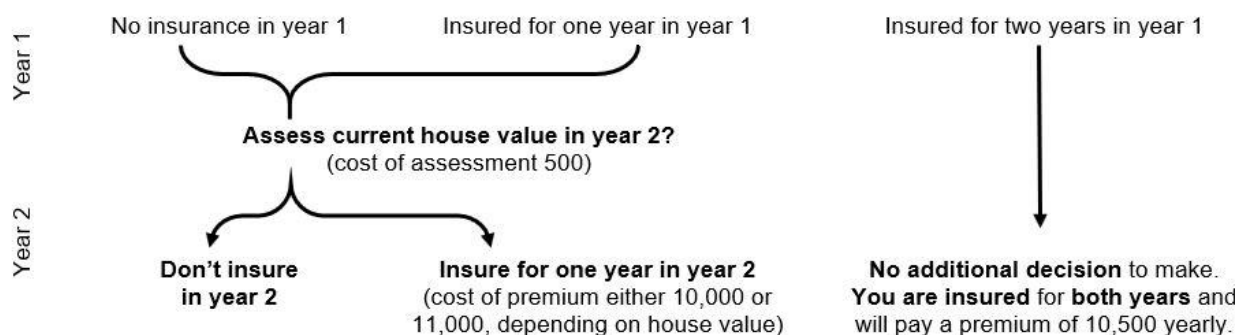 Year 1
No insurance in year 1
Insured for one year in year 1
Insured for two years in year 1
Assess current house value in year 2?
(cost of assessment 500)
Year 2
Don't insure
in year 2
Insure for one year in year 2
(cost of premium either 10,000 or
11,000, depending on house value)
No additional decision to make.
You are insured for both years and
will pay a premium of 10,500 yearly.